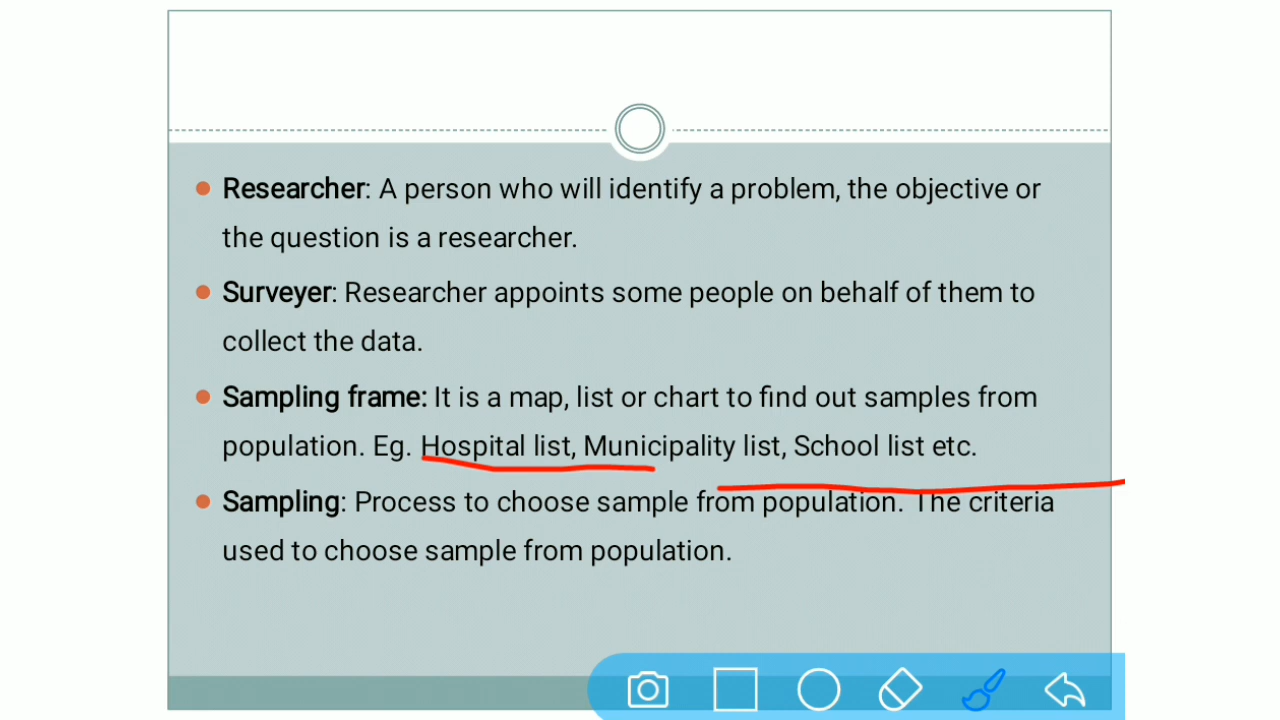 Researcher: A person who will identify a problem, the objective or
the question is a researcher.
Surveyer: Researcher appoints some people on behalf of them to
collect the data.
Sampling frame: It is a map, list or chart to find out samples from
population. Eg. Hospital list, Municipality list, School list etc.
Sampling: Process to choose sample from population. The criteria
used to choose sample from population.